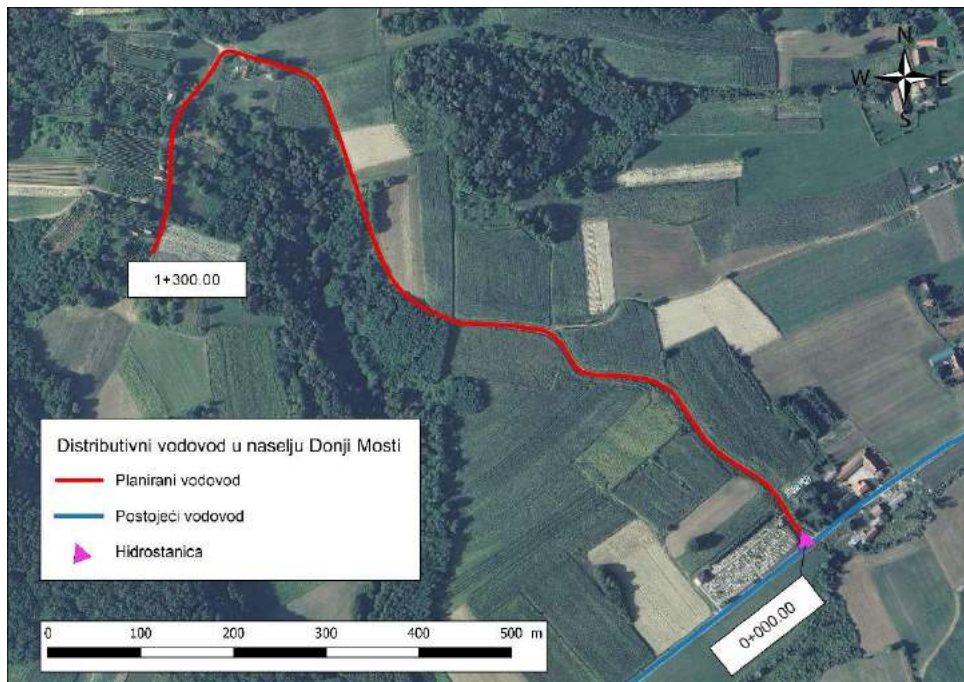 N
W E
S
1+300.00
Distributivni vodovod u naselju Donji Mosti
Planirani vodovod
Postojeći vodovod
Hidrostanica
0+000.00
0 100 200 300 400 500 m